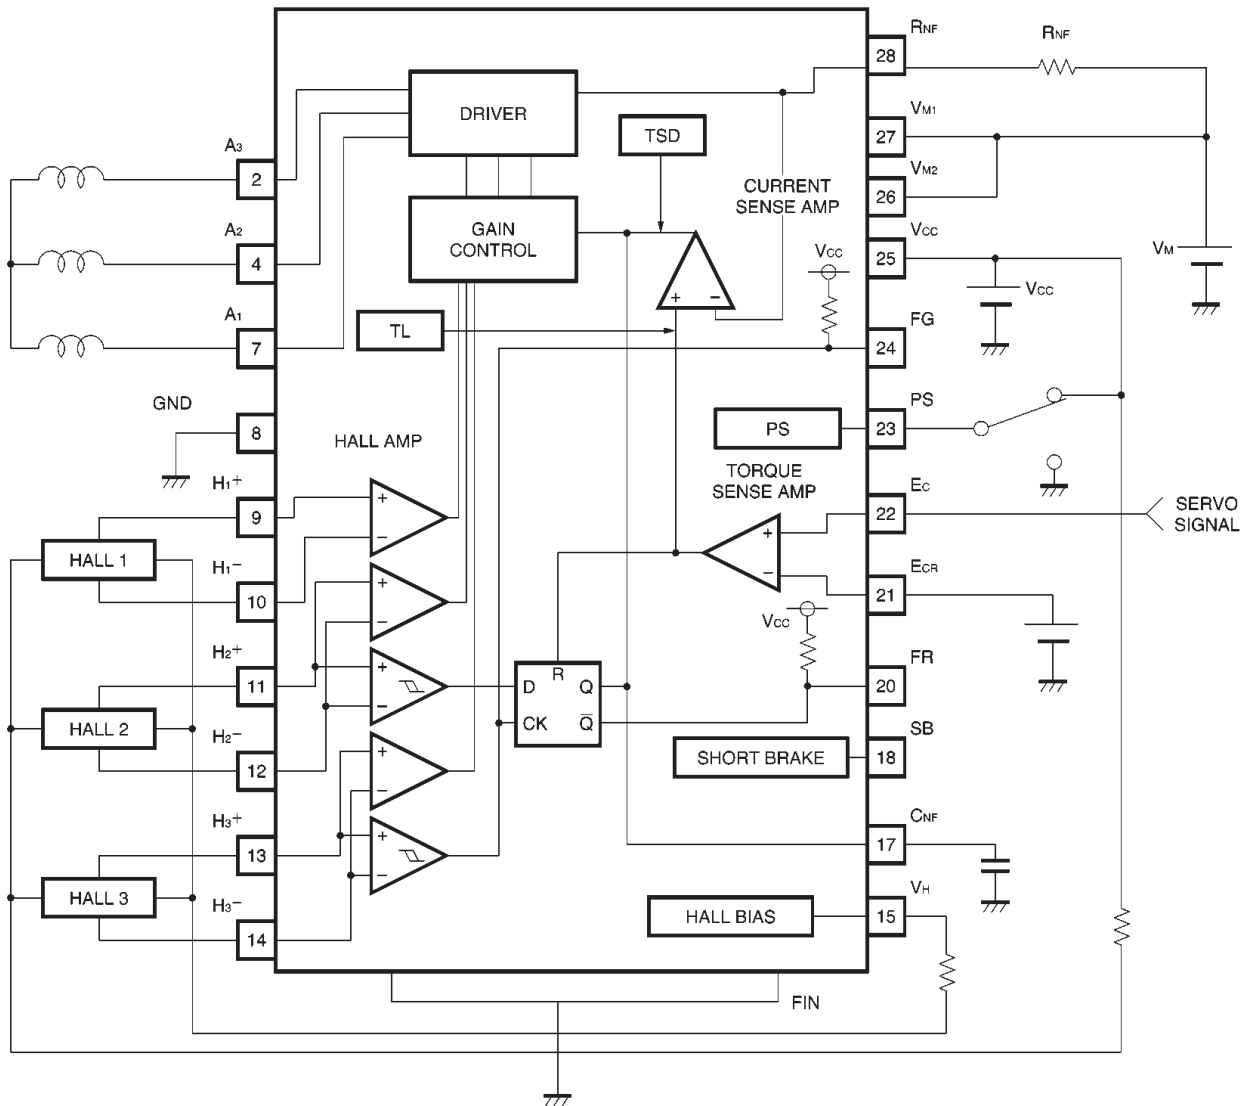 RNF
28
RNF
DRIVER
TSD
VM1
27
A3
2
CURRENT
SENSE AMP
VM2
26
GAIN
CONTROL
A2
4
VCC
VCC
25
VM
+
−
VCC
A1
TL
FG
7
24
GND
8
HALL AMP
PS
PS
23
H1+
9
TORQUE
SENSE AMP
EC
22
SERVO
SIGNAL
+
−
+
−
HALL 1
H1−
10
ECR
21
+
−
VCC
H2+
11
+
−
R
D
Q
CK
Q̅
FR
20
HALL 2
H2−
12
SB
SHORT BRAKE
18
+
−
H3+
13
+
−
CNF
17
HALL 3
H3−
14
VH
HALL BIAS
15
FIN